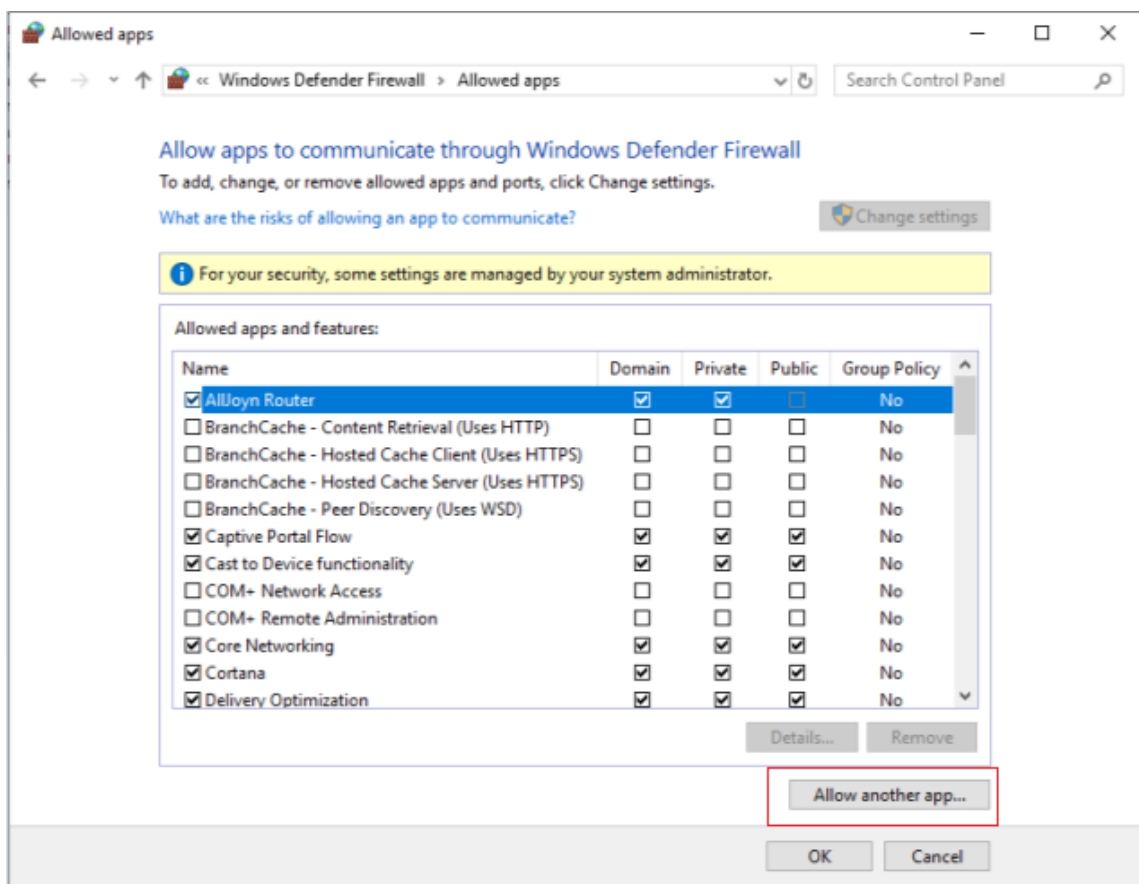 Allowed apps
« Windows Defender Firewall > Allowed apps
Search Control Panel
Allow apps to communicate through Windows Defender Firewall
To add, change, or remove allowed apps and ports, click Change settings.
What are the risks of allowing an app to communicate?
Change settings
For your security, some settings are managed by your system administrator.
Allowed apps and features:
Name Domain Private Public Group Policy
AllJoyn Router No
BranchCache - Content Retrieval (Uses HTTP) No
BranchCache - Hosted Cache Client (Uses HTTPS) No
BranchCache - Hosted Cache Server (Uses HTTPS) No
BranchCache - Peer Discovery (Uses WSD) No
Captive Portal Flow No
Cast to Device functionality No
COM+ Network Access No
COM+ Remote Administration No
Core Networking No
Cortana No
Delivery Optimization No
Details... Remove
Allow another app...
OK Cancel